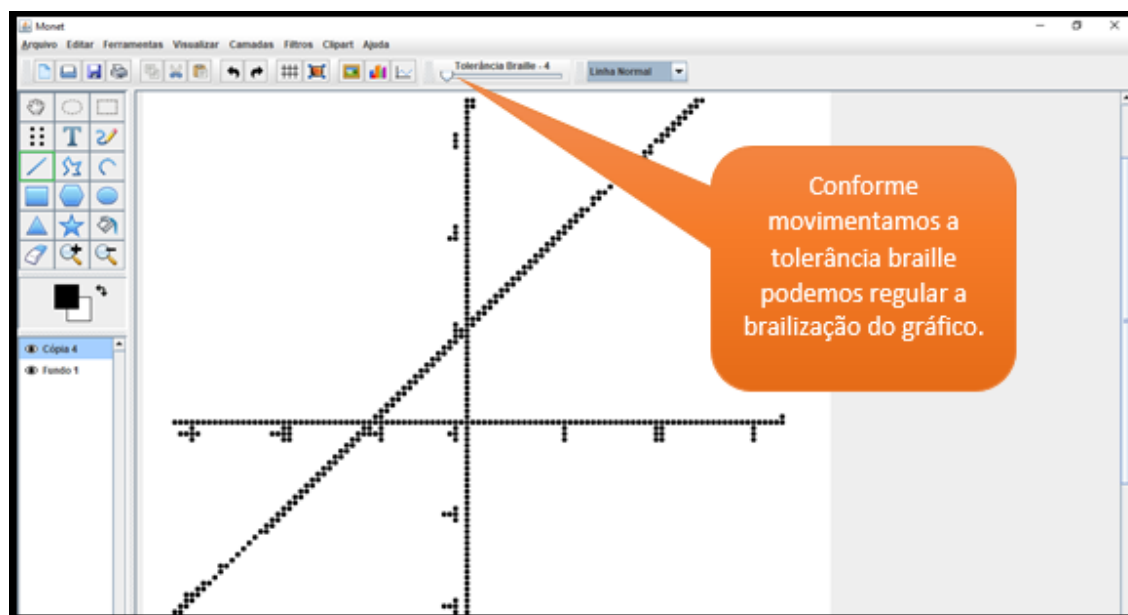 Monet
Arquivo Editar Ferramentas Visualizar Camadas Filtros Clipart Ajuda
Tolerância Braille - 4
Linha Normal
T
Conforme
movimentamos a
tolerância braille
podemos regular a
brailização do gráfico.
Cópia 4
Fundo 1